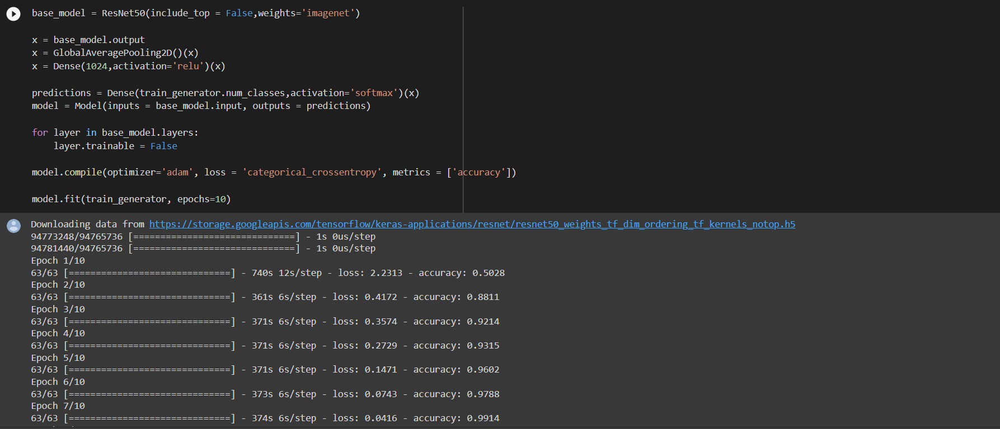 base_model = ResNet50(include_top = False,weights='imagenet')
x = base_model.output
x = GlobalAveragePooling2D()(x)
x = Dense(1024,activation='relu')(x)
predictions = Dense(train_generator.num_classes,activation='softmax')(x)
model = Model(inputs = base_model.input, outputs = predictions)
for layer in base_model.layers:
    layer.trainable = False
model.compile(optimizer='adam', loss = 'categorical_crossentropy', metrics = ['accuracy'])
model.fit(train_generator, epochs=10)
Downloading data from https://storage.googleapis.com/tensorflow/keras-applications/resnet/resnet50_weights_tf_dim_ordering_tf_kernels_notop.h5
94773248/94765736 [==============================] - 1s 0us/step
94781440/94765736 [==============================] - 1s 0us/step
Epoch 1/10
63/63 [==============================] - 740s 12s/step - loss: 2.2313 - accuracy: 0.5028
Epoch 2/10
63/63 [==============================] - 361s 6s/step - loss: 0.4172 - accuracy: 0.8811
Epoch 3/10
63/63 [==============================] - 371s 6s/step - loss: 0.3574 - accuracy: 0.9214
Epoch 4/10
63/63 [==============================] - 371s 6s/step - loss: 0.2729 - accuracy: 0.9315
Epoch 5/10
63/63 [==============================] - 371s 6s/step - loss: 0.1471 - accuracy: 0.9602
Epoch 6/10
63/63 [==============================] - 373s 6s/step - loss: 0.0743 - accuracy: 0.9788
Epoch 7/10
63/63 [==============================] - 374s 6s/step - loss: 0.0416 - accuracy: 0.9914